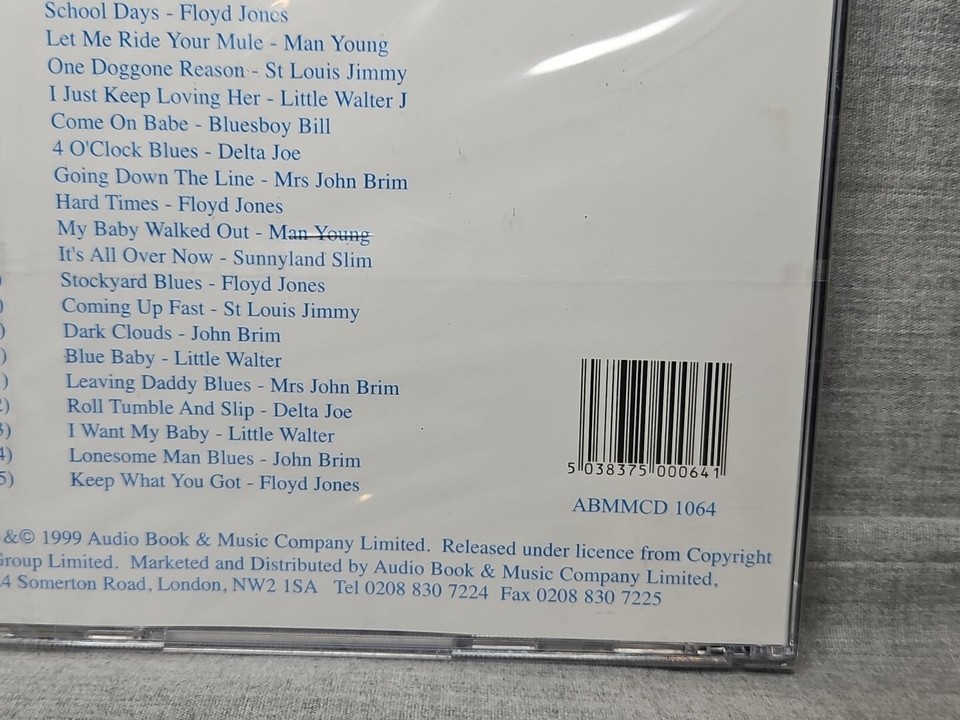 School Days - Floyd Jones
Let Me Ride Your Mule - Man Young
One Doggone Reason - St Louis Jimmy
I Just Keep Loving Her - Little Walter J
Come On Babe - Bluesboy Bill
4 O'Clock Blues - Delta Joe
Going Down The Line - Mrs John Brim
Hard Times - Floyd Jones
My Baby Walked Out - Man Young
It's All Over Now - Sunnyland Slim
) Stockyard Blues - Floyd Jones
) Coming Up Fast - St Louis Jimmy
) Dark Clouds - John Brim
) Blue Baby - Little Walter
) Leaving Daddy Blues - Mrs John Brim
2) Roll Tumble And Slip - Delta Joe
3) I Want My Baby - Little Walter
4) Lonesome Man Blues - John Brim
5) Keep What You Got - Floyd Jones
5 038375 000641
ABMMCD 1064
&© 1999 Audio Book & Music Company Limited. Released under licence from Copyright
Group Limited. Marketed and Distributed by Audio Book & Music Company Limited,
4 Somerton Road, London, NW2 1SA Tel 0208 830 7224 Fax 0208 830 7225